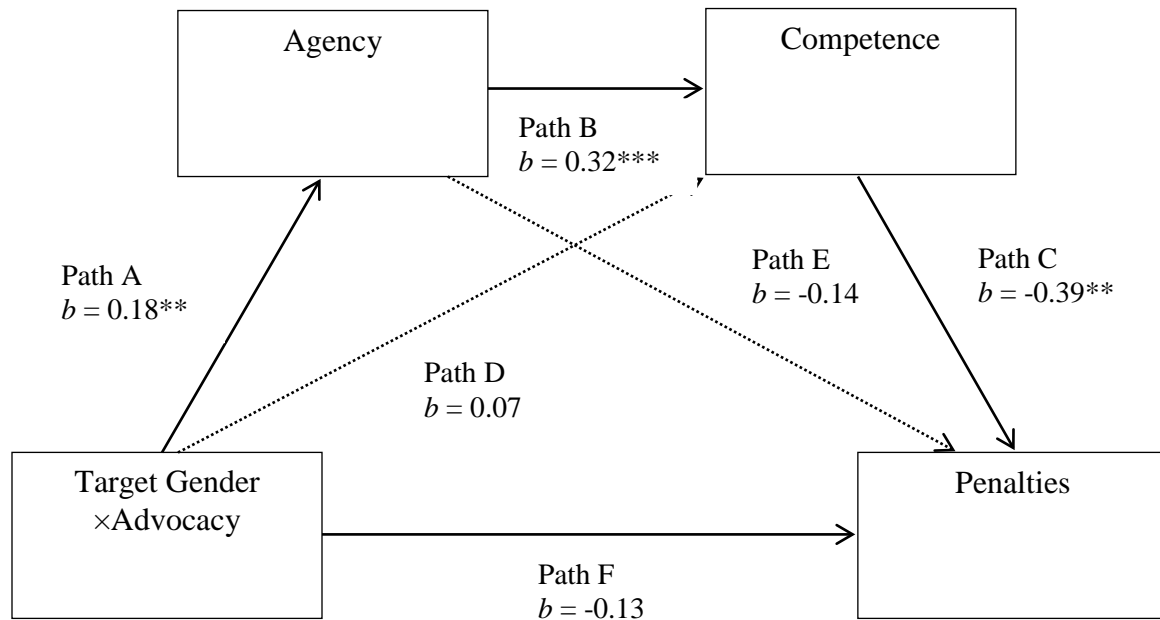 Agency
Competence
Path B
b = 0.32***
Path A
b = 0.18**
Path E
b = -0.14
Path C
b = -0.39**
Path D
b = 0.07
Target Gender
×Advocacy
Penalties
Path F
b = -0.13